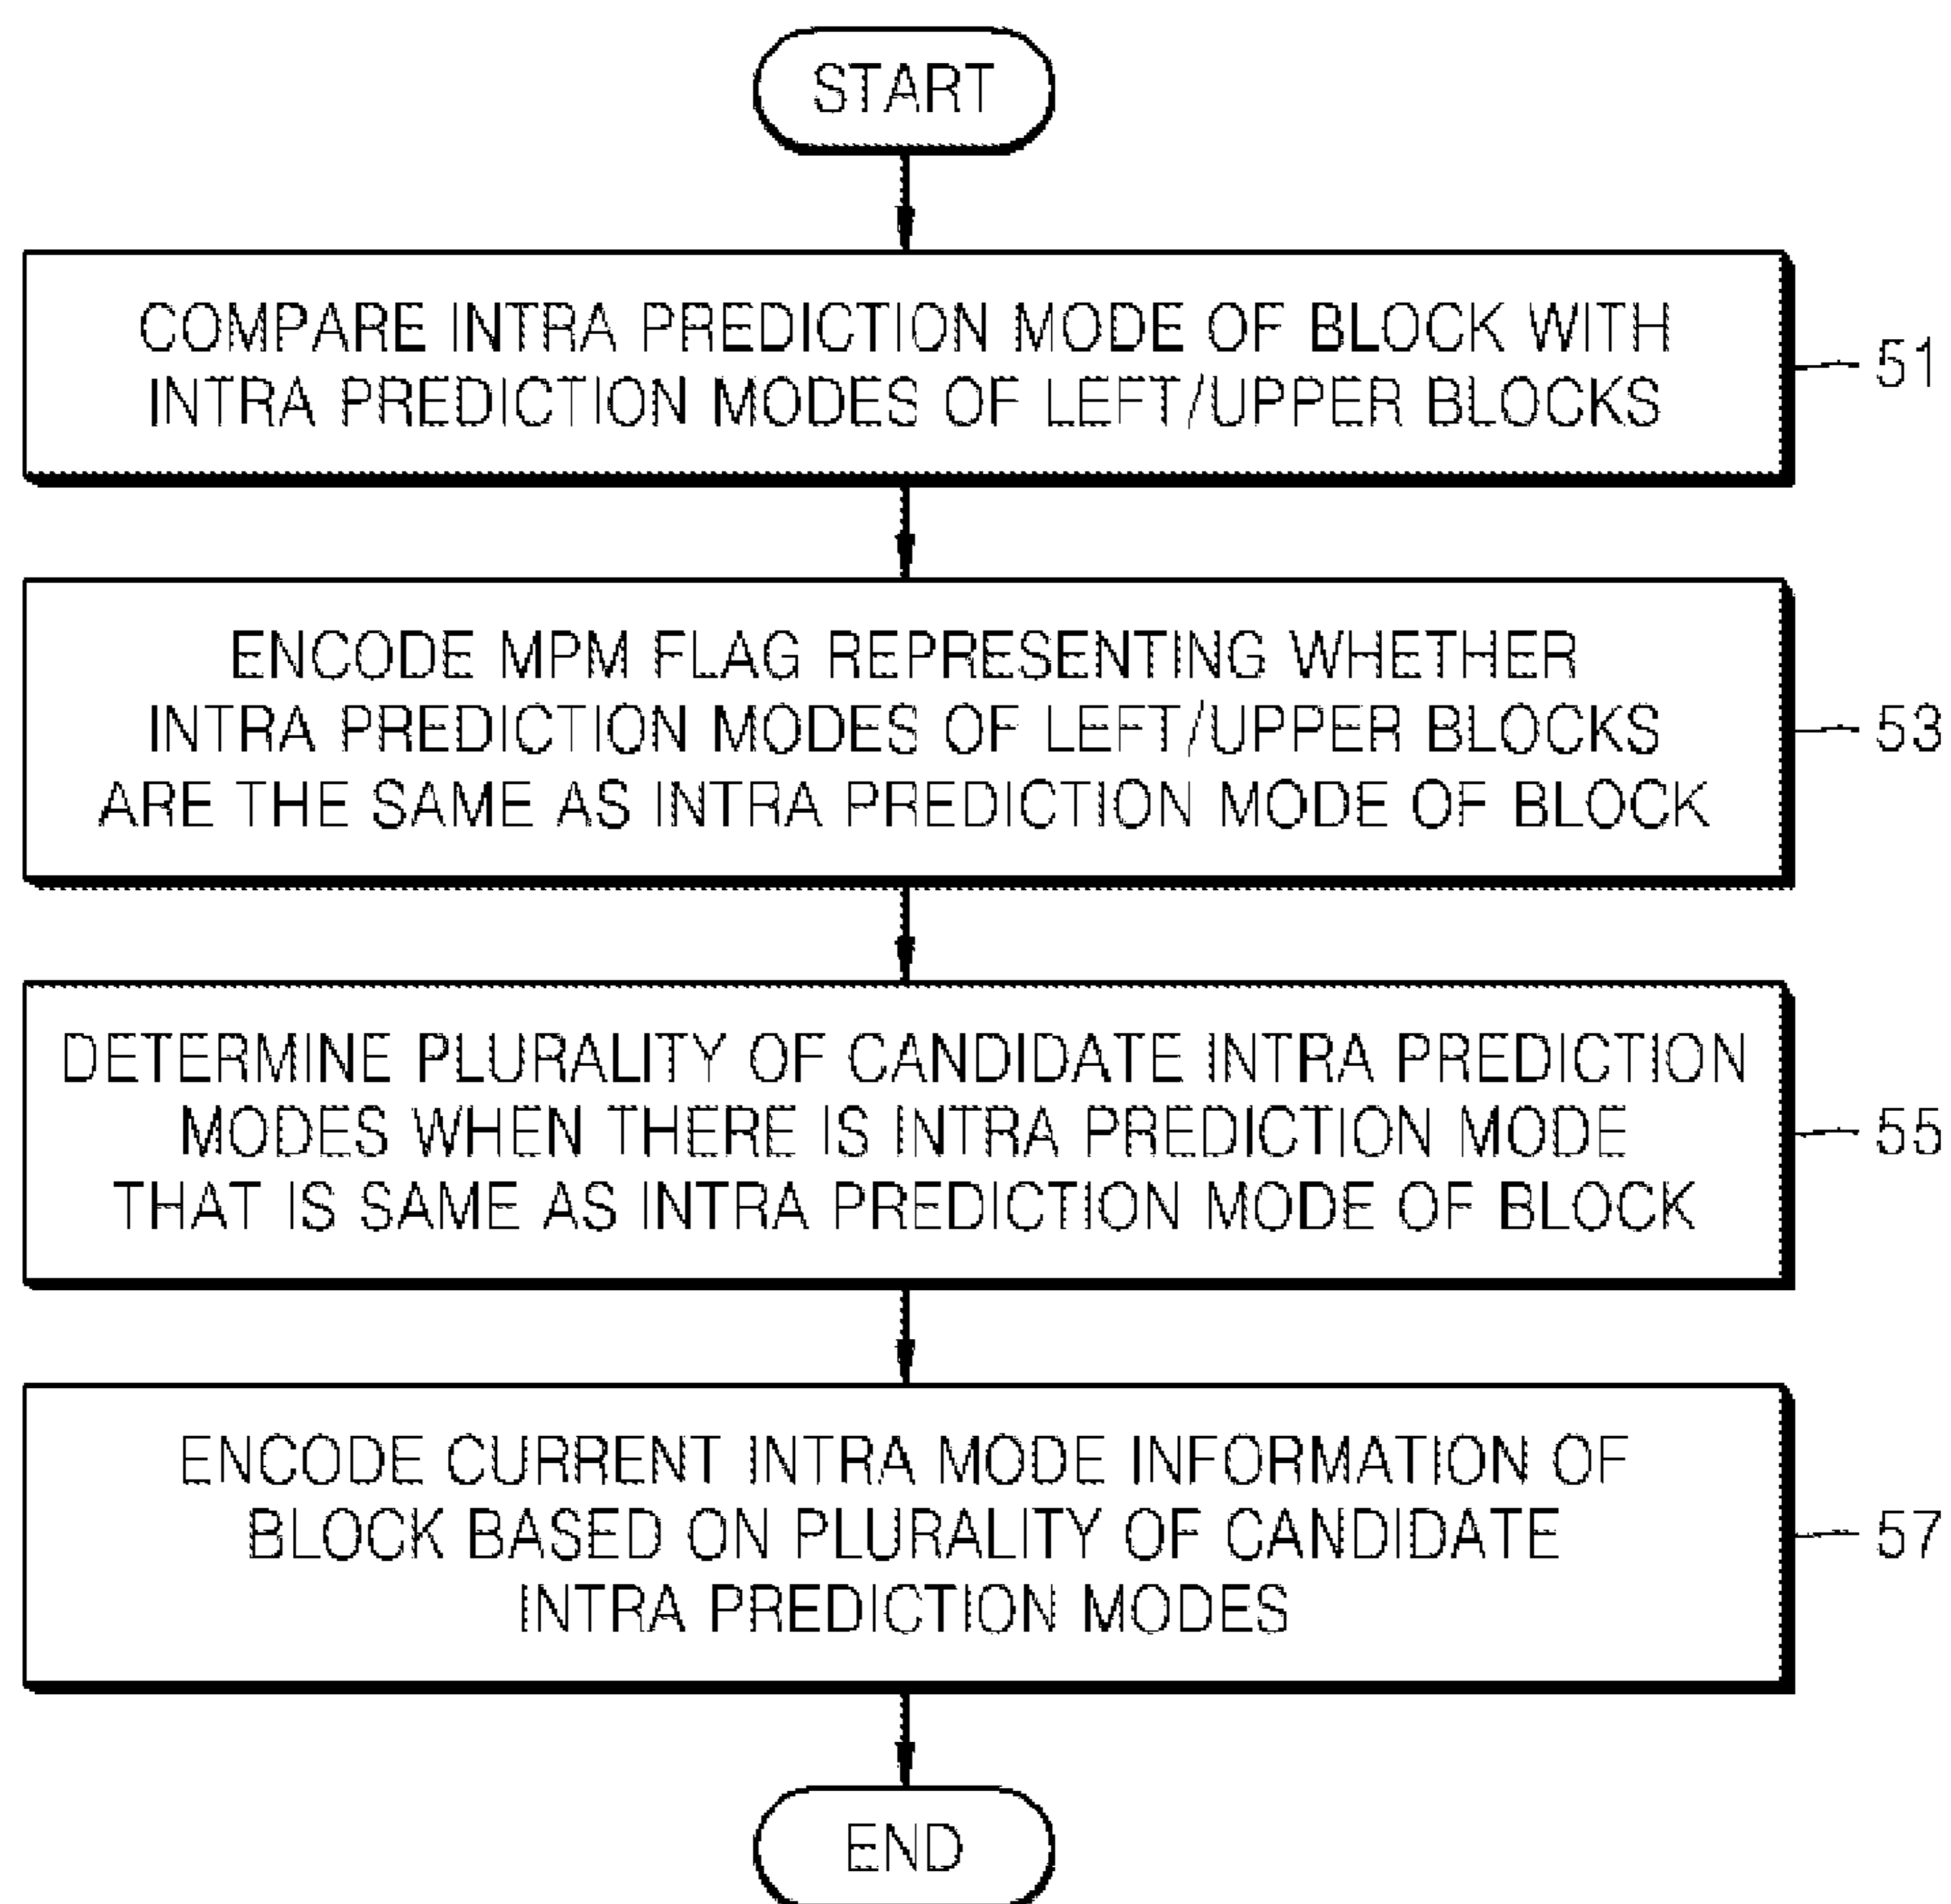 START
COMPARE INTRA PREDICTION MODE OF BLOCK WITH
INTRA PREDICTION MODES OF LEFT/UPPER BLOCKS
51
ENCODE MPM FLAG REPRESENTING WHETHER
INTRA PREDICTION MODES OF LEFT/UPPER BLOCKS
ARE THE SAME AS INTRA PREDICTION MODE OF BLOCK
53
DETERMINE PLURALITY OF CANDIDATE INTRA PREDICTION
MODES WHEN THERE IS INTRA PREDICTION MODE
THAT IS SAME AS INTRA PREDICTION MODE OF BLOCK
55
ENCODE CURRENT INTRA MODE INFORMATION OF
BLOCK BASED ON PLURALITY OF CANDIDATE
INTRA PREDICTION MODES
57
END